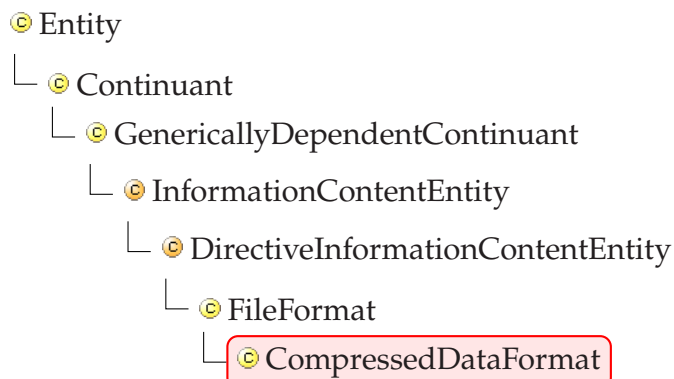 © Entity
© Continuant
© GenericallyDependentContinuant
© InformationContentEntity
© DirectiveInformationContentEntity
© FileFormat
© CompressedDataFormat